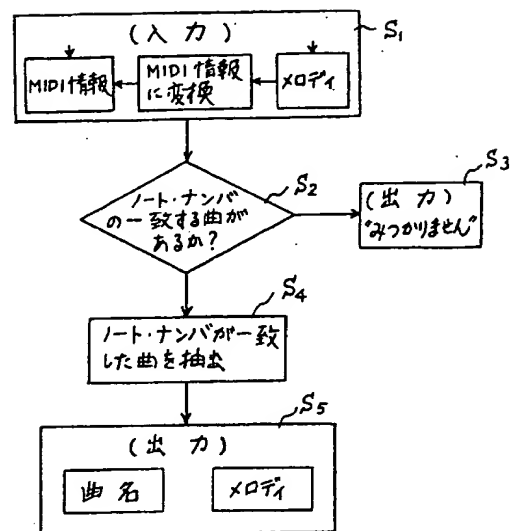 (入力)
S1
MIDI情報
MIDI情報
に変換
メロディ
ノート・ナンバ
の一致する曲が
あるか?
S2
S3
(出力)
"みつかりません"
S4
ノート・ナンバが一致
した曲を抽出
S5
(出力)
曲名
メロディ